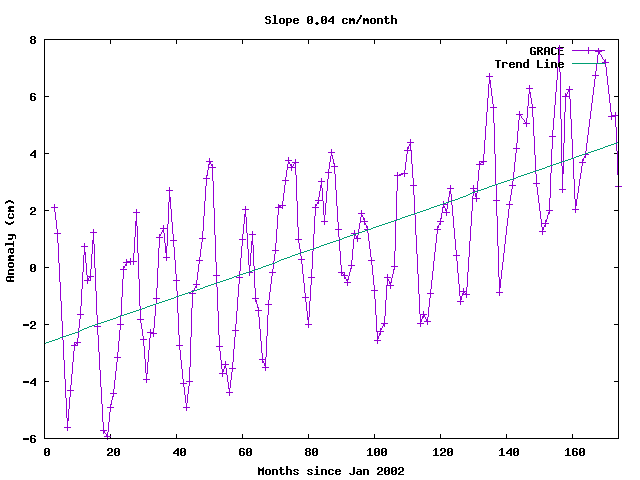 Slope 0.04 cm/month
GRACE
Trend Line
8
6
4
2
0
-2
-4
-6
Anomaly (cm)
0 20 40 60 80 100 120 140 160
Months since Jan 2002